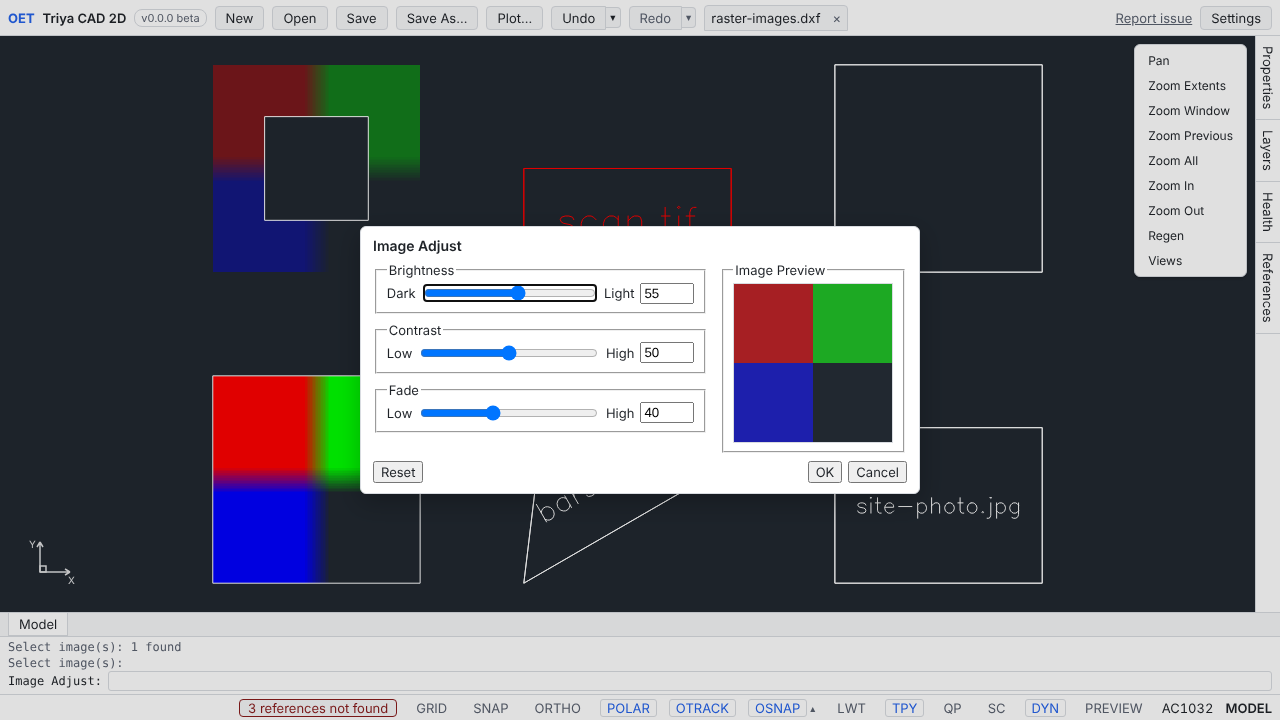 OET Triya CAD 2D v0.0.0 beta New Open Save Save As... Plot... Undo ▾ Redo ▾ raster-images.dxf × Report issue Settings
Pan
Zoom Extents
Zoom Window
Zoom Previous
Zoom All
Zoom In
Zoom Out
Regen
Views
Properties
Layers
Health
References
scan.tif
Image Adjust
Brightness
Dark Light 55
Contrast
Low High 50
Fade
Low High 40
Image Preview
Reset OK Cancel
site-photo.jpg
Y
X
Model
Select image(s): 1 found
Select image(s):
Image Adjust:
3 references not found GRID SNAP ORTHO POLAR OTRACK OSNAP ▴ LWT TPY QP SC DYN PREVIEW AC1032 MODEL